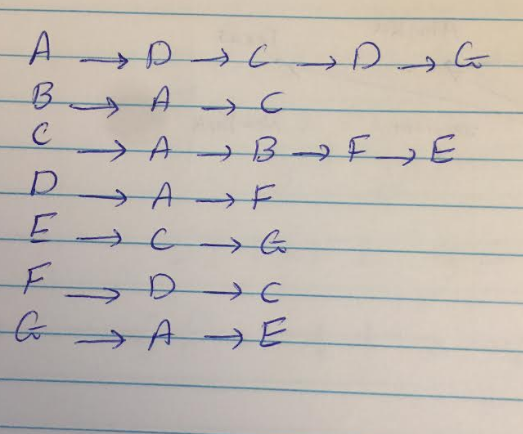 A → D → C → D → G
B → A → C
C → A → B → F → E
D → A → F
E → C → G
F → D → C
G → A → E